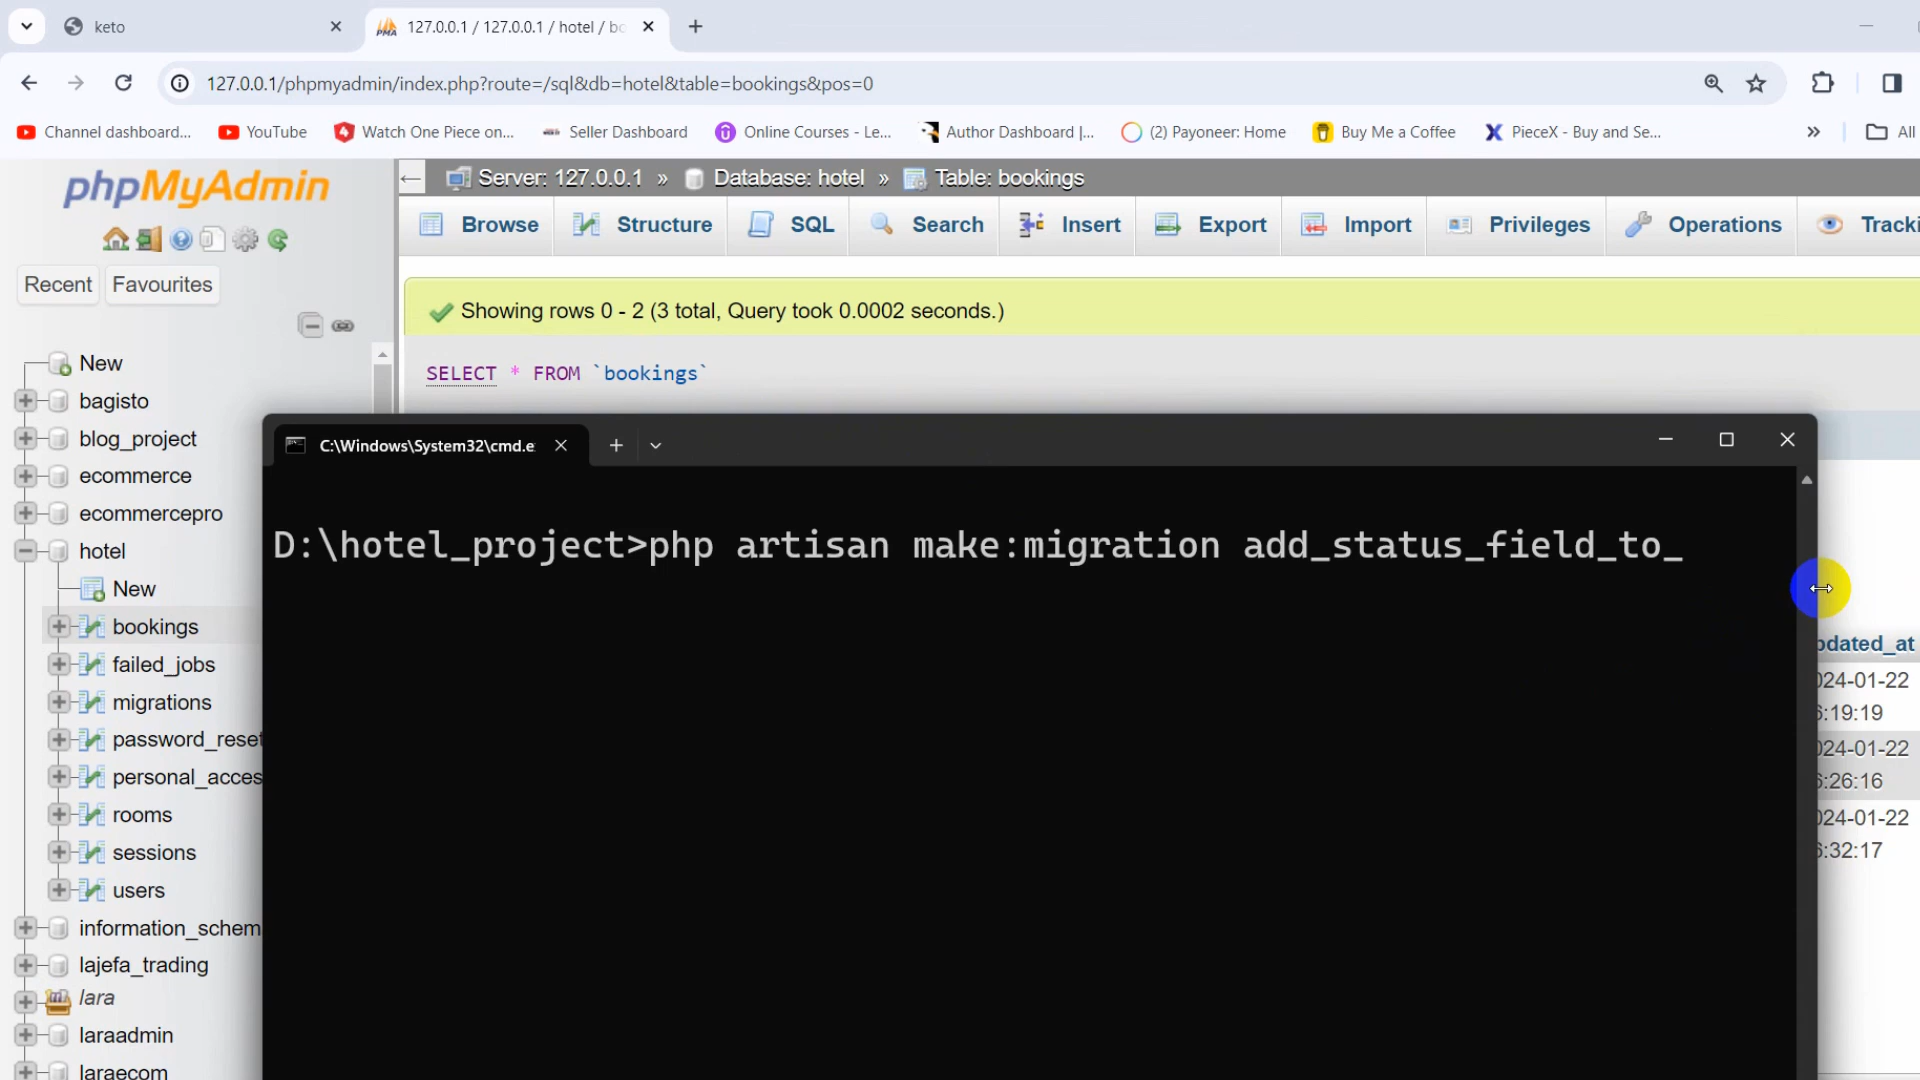 keto
127.0.0.1 / 127.0.0.1 / hotel / bo
127.0.0.1/phpmyadmin/index.php?route=/sql&db=hotel&table=bookings&pos=0
Channel dashboard...
YouTube
Watch One Piece on...
Seller Dashboard
Online Courses - Le...
Author Dashboard |...
(2) Payoneer: Home
Buy Me a Coffee
PieceX - Buy and Se...
»
All
phpMyAdmin
Recent
Favourites
New
bagisto
blog_project
ecommerce
ecommercepro
hotel
New
bookings
failed_jobs
migrations
password_reset
personal_acces
rooms
sessions
users
information_schem
lajefa_trading
lara
laraadmin
laraecom
Server: 127.0.0.1 » Database: hotel » Table: bookings
Browse
Structure
SQL
Search
Insert
Export
Import
Privileges
Operations
Tracki
Showing rows 0 - 2 (3 total, Query took 0.0002 seconds.)
SELECT * FROM `bookings`
C:\Windows\System32\cmd.e
D:\hotel_project>php artisan make:migration add_status_field_to_
pdated_at
024-01-22
6:19:19
024-01-22
6:26:16
024-01-22
6:32:17